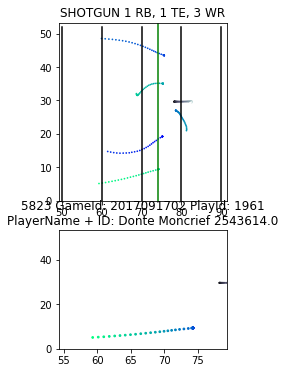 SHOTGUN 1 RB, 1 TE, 3 WR
50
40
30
20
10
0
50 60 70 80 90
5823 GameId: 2017091702 PlayId: 1961
PlayerName + ID: Donte Moncrief 2543614.0
40
20
0
55 60 65 70 75